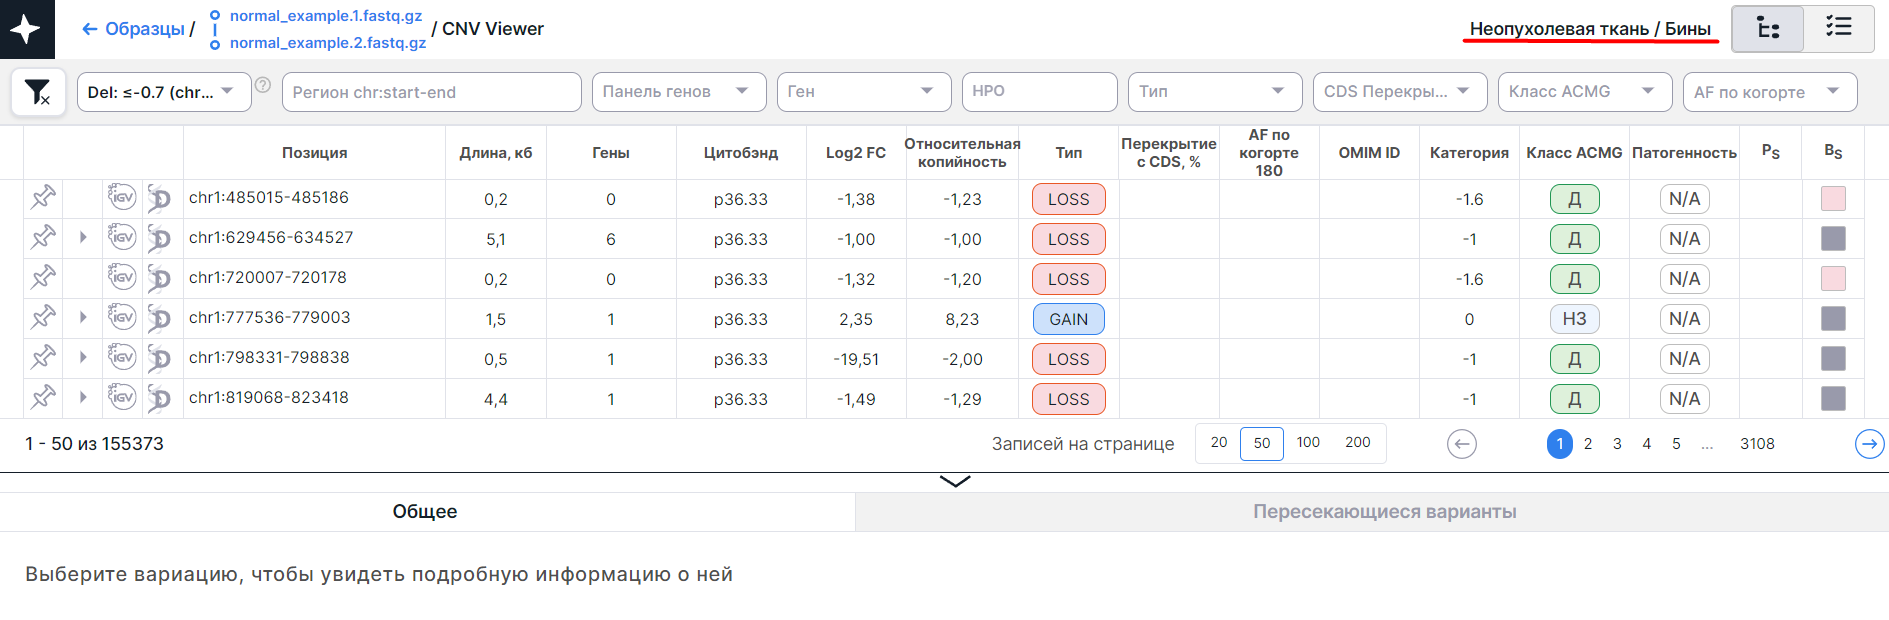 ← Образцы / normal_example.1.fastq.gz
normal_example.2.fastq.gz / CNV Viewer
Неопухолевая ткань / Бины
Del: ≤-0.7 (chr... ? Регион chr:start-end Панель генов Ген HPO Тип CDS Перекры... Класс ACMG AF по когорте
Позиция Длина, кб Гены Цитобэнд Log2 FC Относительная копийность Тип Перекрытие с CDS, % AF по когорте 180 OMIM ID Категория Класс ACMG Патогенность PS BS
IGV chr1:485015-485186 0,2 0 p36.33 -1,38 -1,23 LOSS -1.6 Д N/A
IGV chr1:629456-634527 5,1 6 p36.33 -1,00 -1,00 LOSS -1 Д N/A
IGV chr1:720007-720178 0,2 0 p36.33 -1,32 -1,20 LOSS -1.6 Д N/A
IGV chr1:777536-779003 1,5 1 p36.33 2,35 8,23 GAIN 0 НЗ N/A
IGV chr1:798331-798838 0,5 1 p36.33 -19,51 -2,00 LOSS -1 Д N/A
IGV chr1:819068-823418 4,4 1 p36.33 -1,49 -1,29 LOSS -1 Д N/A
1 - 50 из 155373 Записей на странице 20 50 100 200 ← 1 2 3 4 5 ... 3108 →
Общее Пересекающиеся варианты
Выберите вариацию, чтобы увидеть подробную информацию о ней